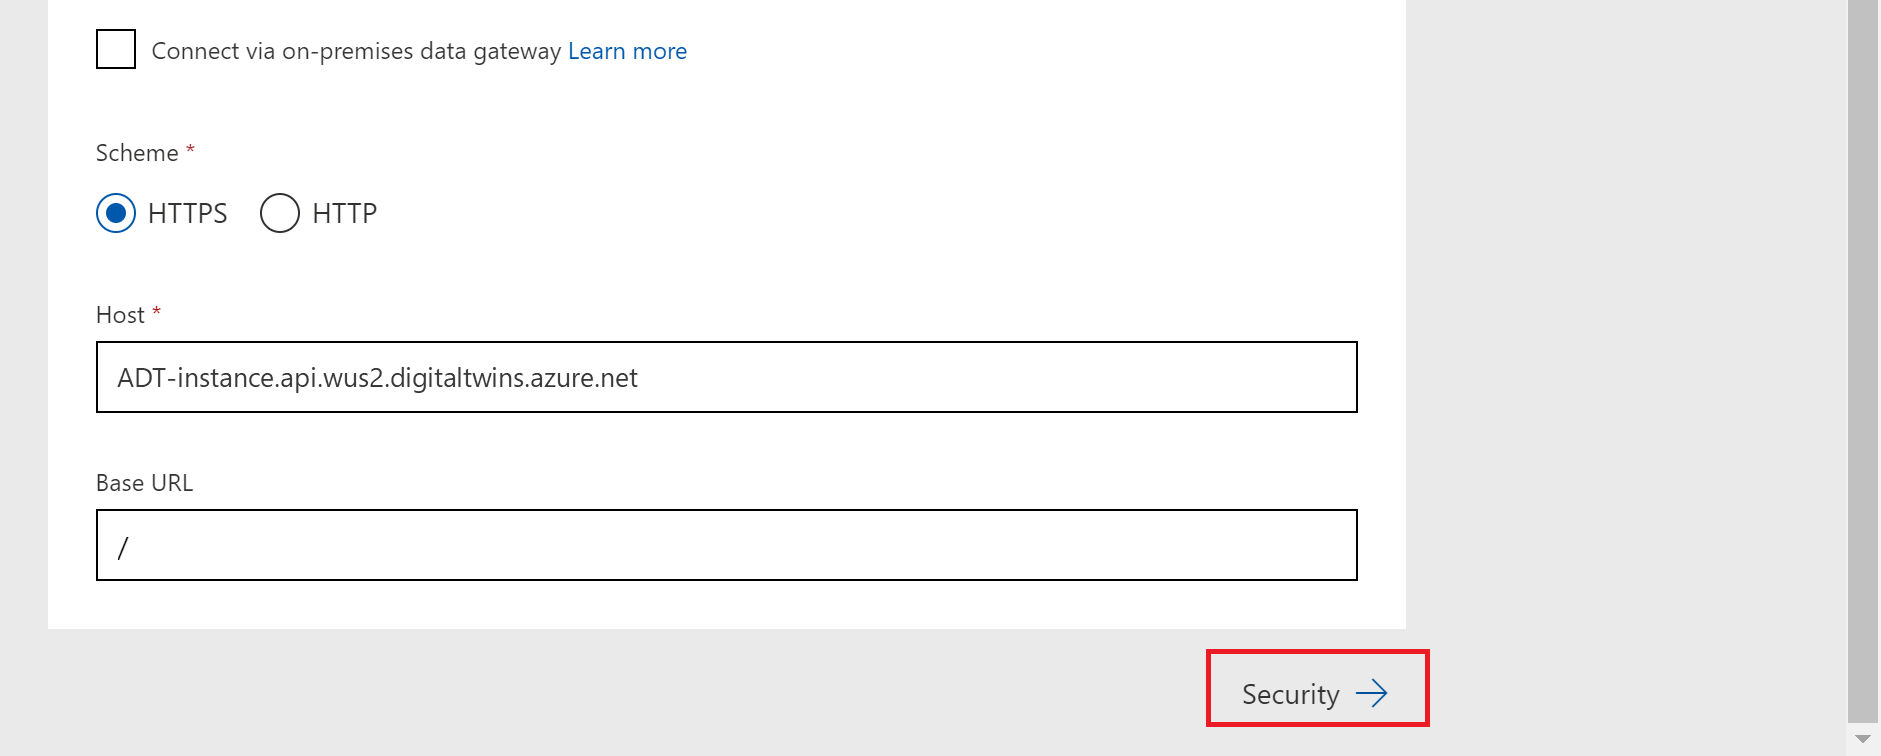 Connect via on-premises data gateway Learn more
Scheme *
HTTPS HTTP
Host *
ADT-instance.api.wus2.digitaltwins.azure.net
Base URL
/
Security